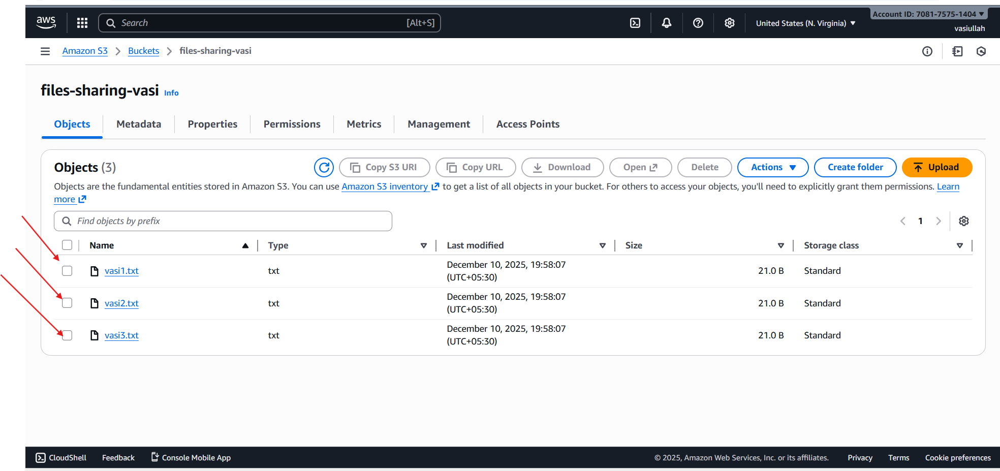 aws
Search [Alt+S]
United States (N. Virginia)
Account ID: 7081-7575-1404
vasiullah
Amazon S3 > Buckets > files-sharing-vasi
files-sharing-vasi Info
Objects Metadata Properties Permissions Metrics Management Access Points
Objects (3) Copy S3 URI Copy URL Download Open Delete Actions Create folder Upload
Objects are the fundamental entities stored in Amazon S3. You can use Amazon S3 inventory to get a list of all objects in your bucket. For others to access your objects, you'll need to explicitly grant them permissions. Learn
more
Find objects by prefix 1
Name Type Last modified Size Storage class
vasi1.txt txt December 10, 2025, 19:58:07 (UTC+05:30) 21.0 B Standard
vasi2.txt txt December 10, 2025, 19:58:07 (UTC+05:30) 21.0 B Standard
vasi3.txt txt December 10, 2025, 19:58:07 (UTC+05:30) 21.0 B Standard
CloudShell Feedback Console Mobile App © 2025, Amazon Web Services, Inc. or its affiliates. Privacy Terms Cookie preferences